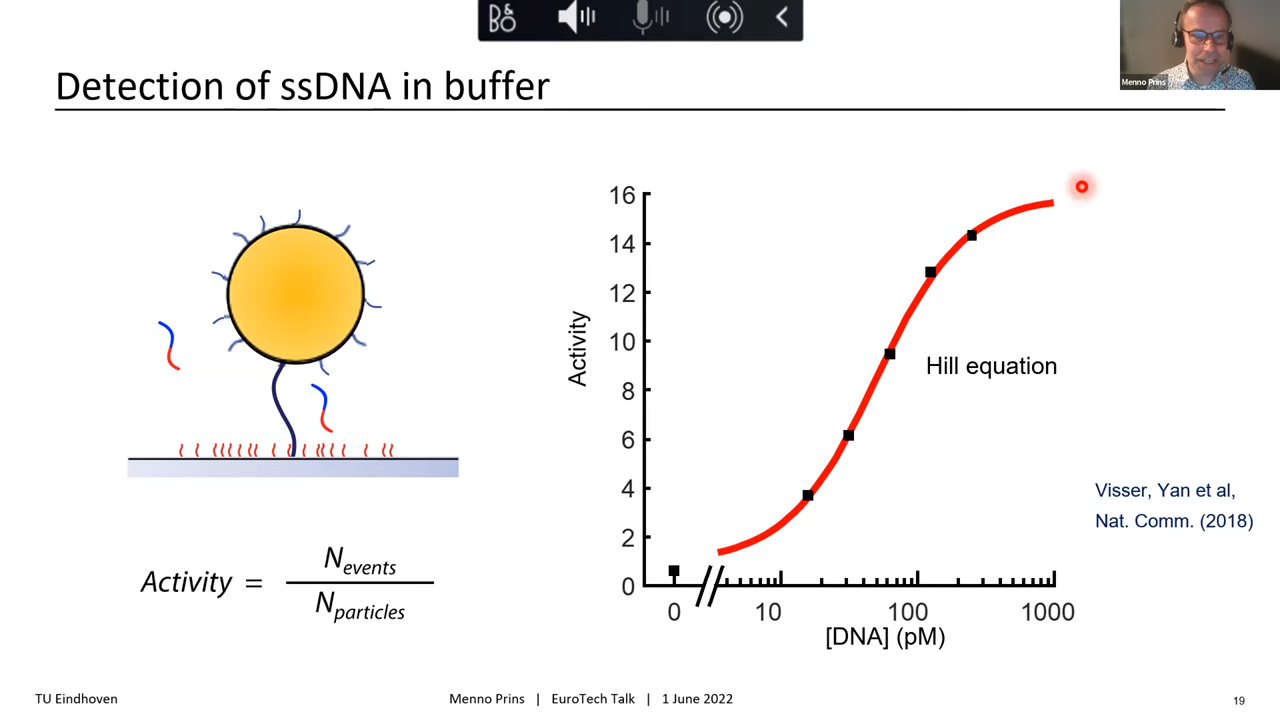 B&O
Menno Prins
Detection of ssDNA in buffer
16
14
12
10
8
6
4
2
0
Activity
Hill equation
0 10 100 1000
[DNA] (pM)
Visser, Yan et al,
Nat. Comm. (2018)
Activity = N events / N particles
TU Eindhoven
Menno Prins | EuroTech Talk | 1 June 2022
19